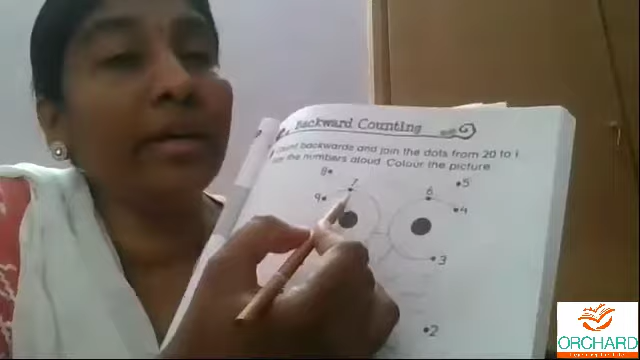 Backward Counting
Count backwards and join the dots from 20 to 1
the numbers aloud. Colour the picture
8 7 6 5
9 4
3
2
ORCHARD